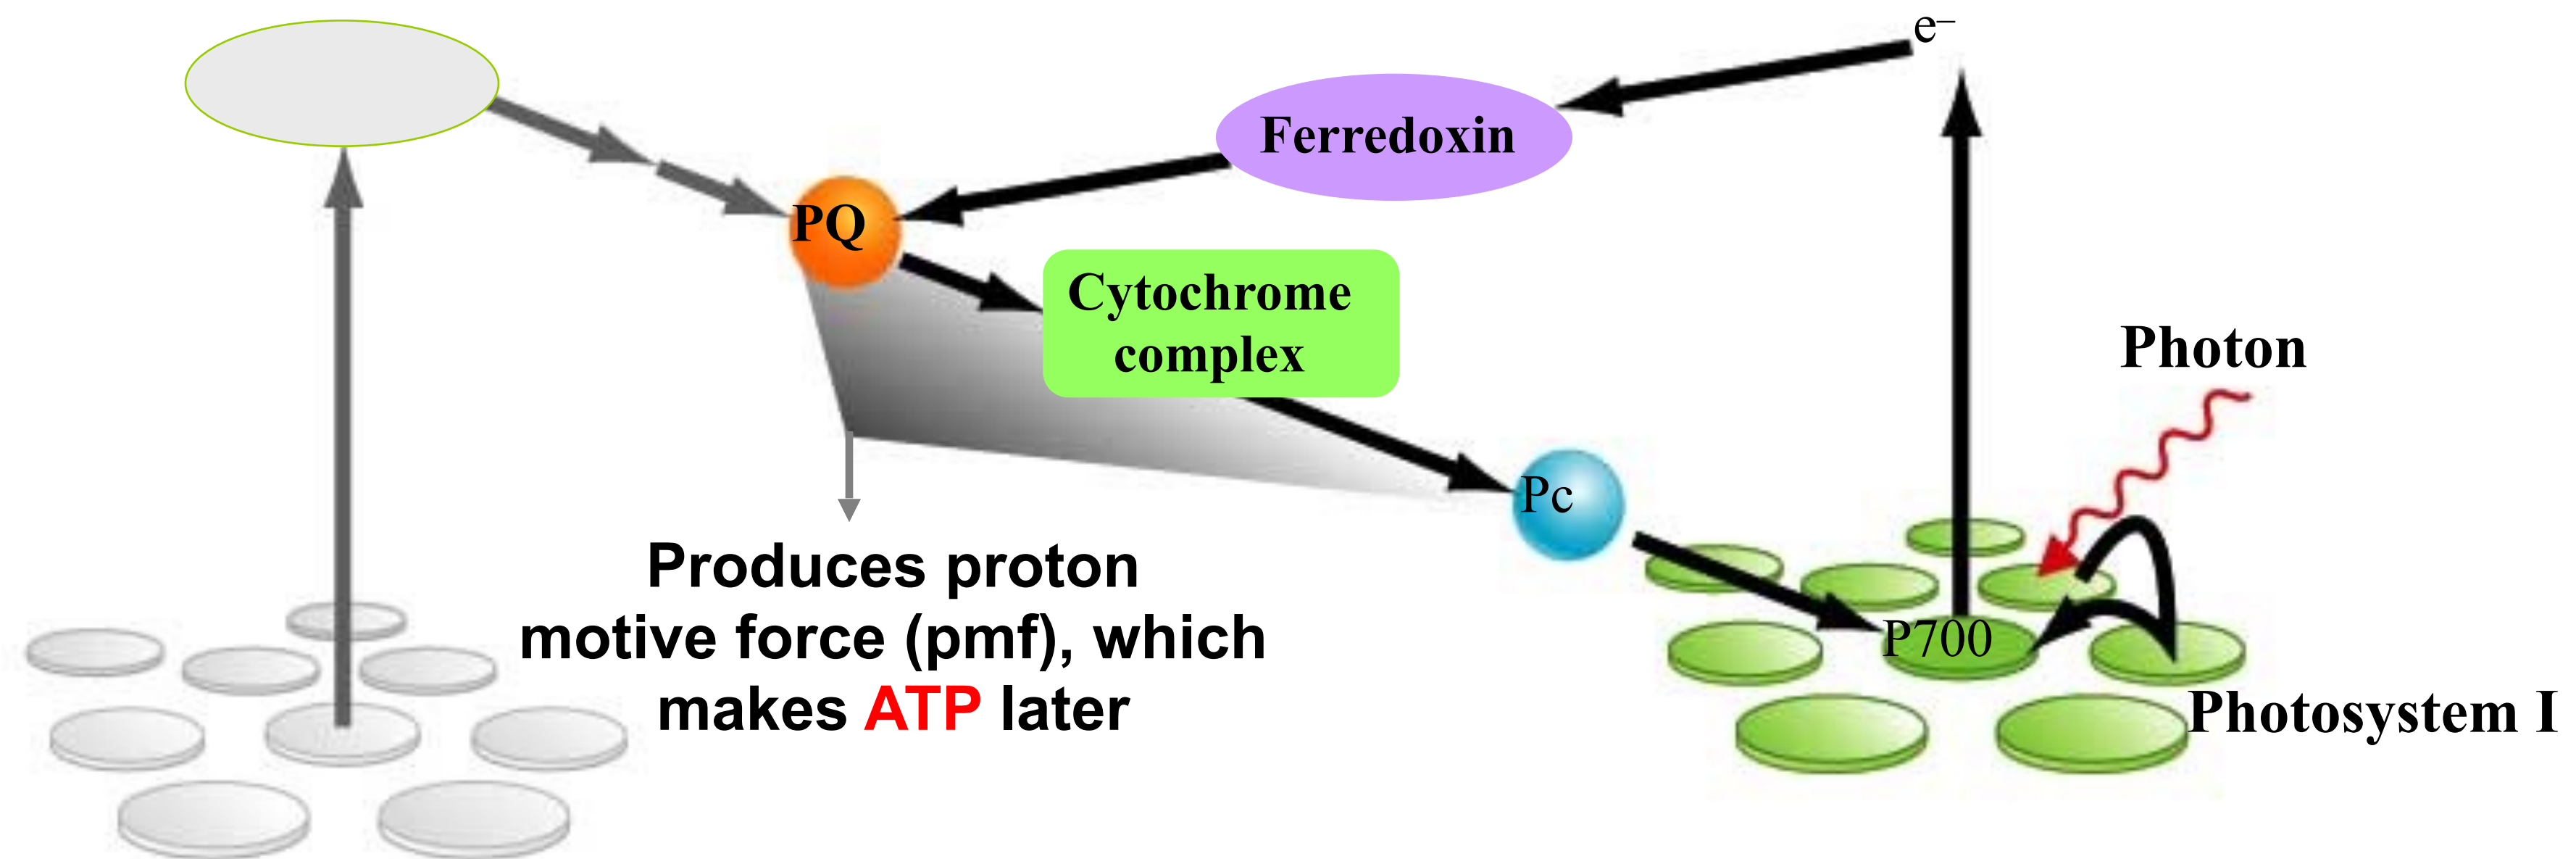 e–
Ferredoxin
PQ
Cytochrome
complex
Photon
Pc
Produces proton
motive force (pmf), which
makes ATP later
P700
Photosystem I